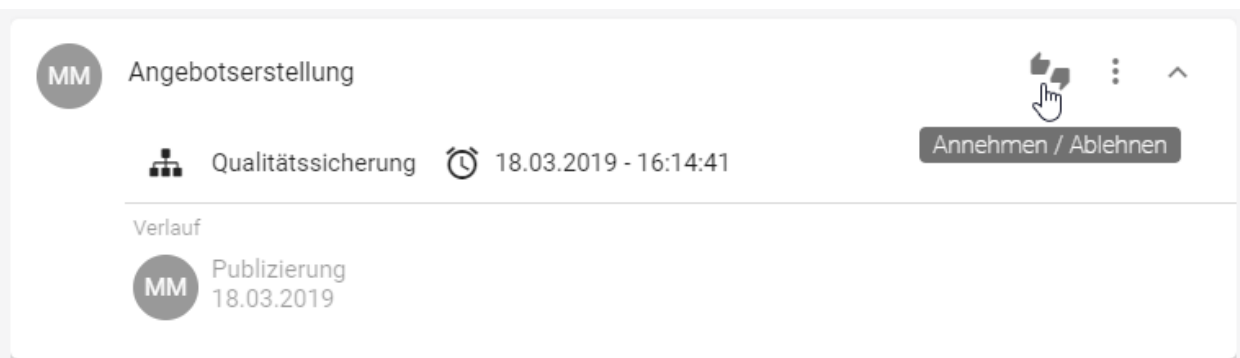 MM Angebotserstellung
Annehmen / Ablehnen
Qualitätssicherung 18.03.2019 - 16:14:41
Verlauf
MM Publizierung
18.03.2019